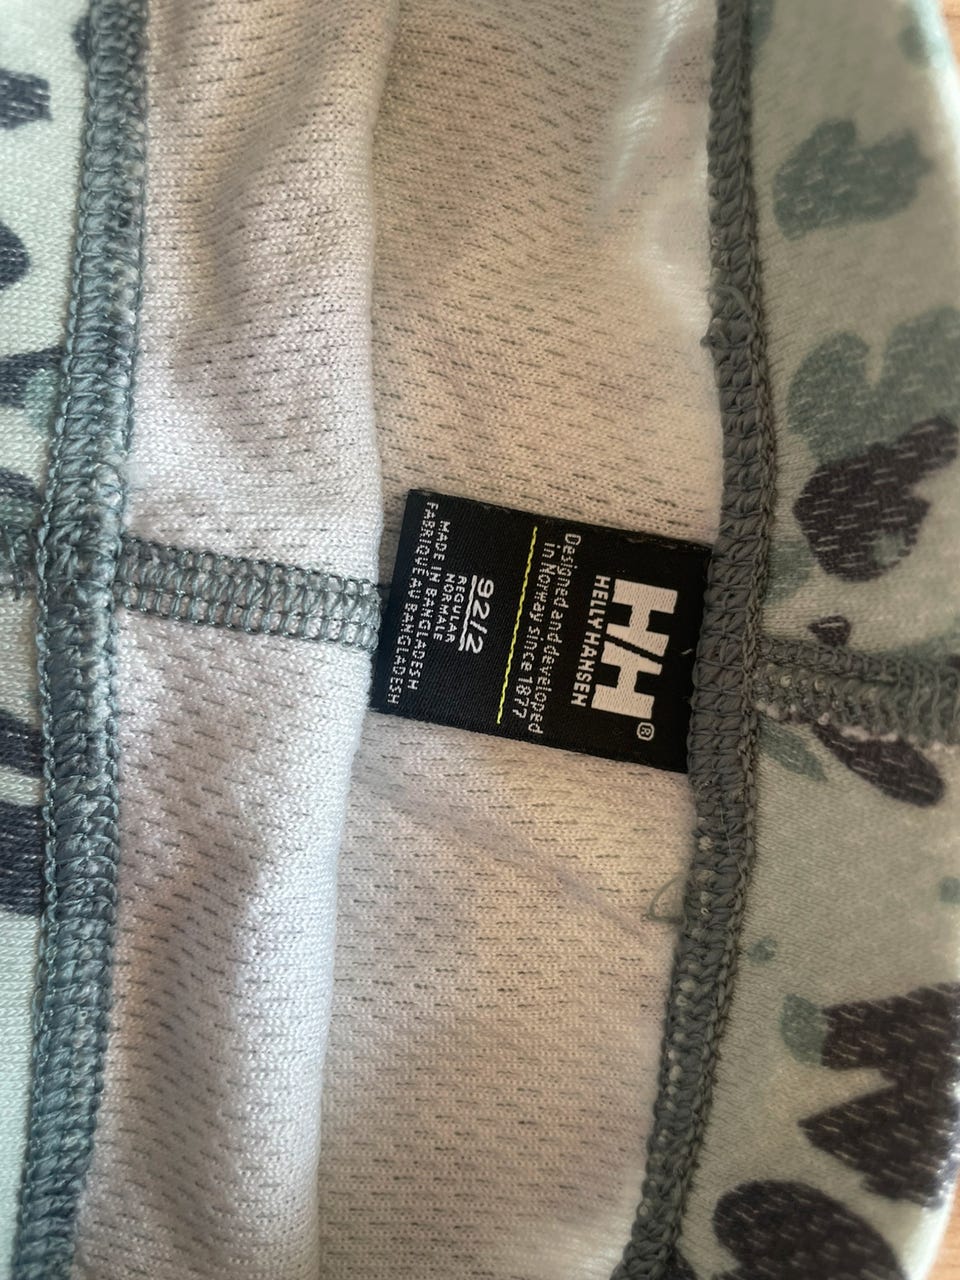 HH®
HELLY HANSEN
Designed and developed
in Norway since 1877
92/2
REGULAR
NORMALE
MADE IN BANGLADESH
FABRIQUÉ AU BANGLADESH